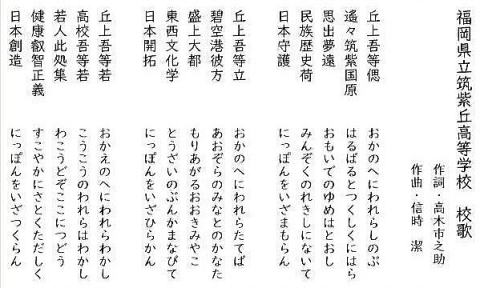 福岡県立筑紫丘高等学校　校歌
作詞・高木市之助
作曲・信時　潔
丘上吾等偲　おかのへにわれらしのぶ
遙々筑紫国原　はるばるとつくしくにはら
思出夢遠　おもいでのゆめはとおし
民族歴史荷　みんぞくのれきしにないて
日本守護　にっぽんをいざまもらん
丘上吾等立　おかのへにわれらたてば
碧空港彼方　あおぞらのみなとのかなた
盛上大都　もりあがるおおきみやこ
東西文化学　とうざいのぶんかまなびて
日本開拓　にっぽんをいざひらかん
丘上吾等若　おかえのへにわれらわかし
高校吾等若　こうこうのわれらはわかし
若人此処集　わこうどぞここにつどう
健康叡智正義　すこやかにさとくただしく
日本創造　にっぽんをいざつくらん